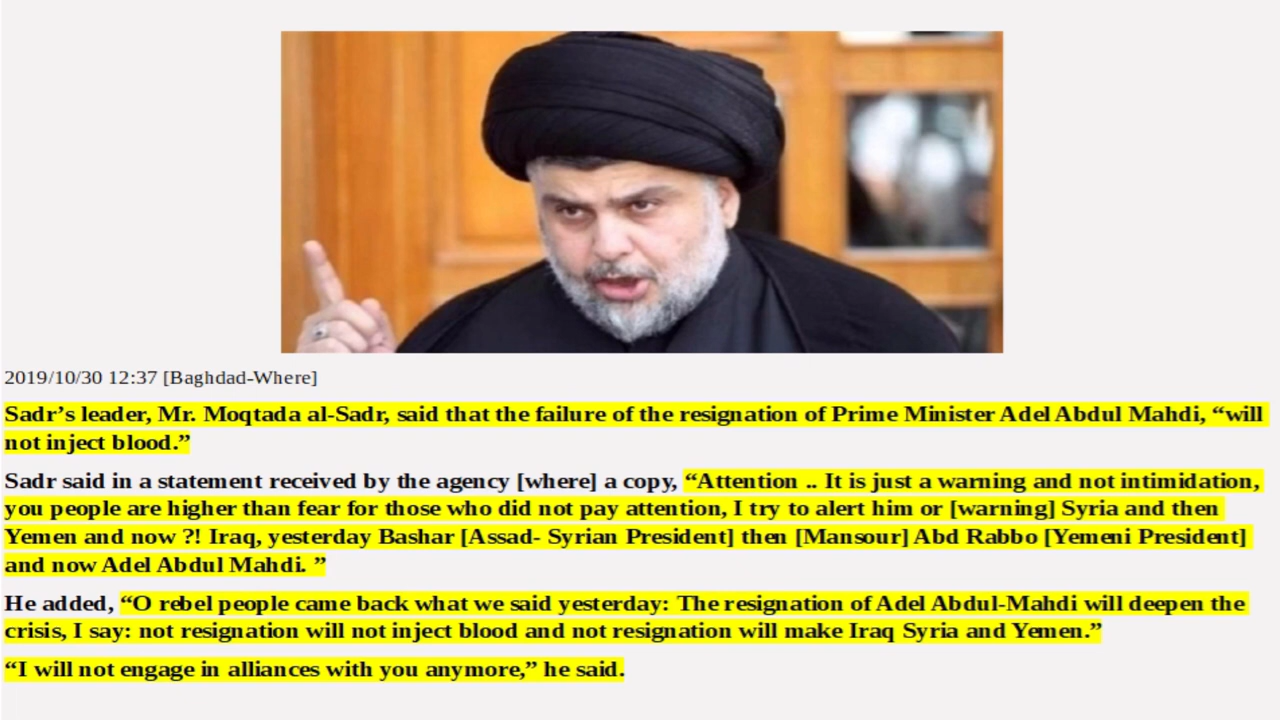 2019/10/30 12:37 [Baghdad-Where]
Sadr’s leader, Mr. Moqtada al-Sadr, said that the failure of the resignation of Prime Minister Adel Abdul Mahdi, “will
not inject blood.”
Sadr said in a statement received by the agency [where] a copy, “Attention .. It is just a warning and not intimidation,
you people are higher than fear for those who did not pay attention, I try to alert him or [warning] Syria and then
Yemen and now ?! Iraq, yesterday Bashar [Assad- Syrian President] then [Mansour] Abd Rabbo [Yemeni President]
and now Adel Abdul Mahdi. ”
He added, “O rebel people came back what we said yesterday: The resignation of Adel Abdul-Mahdi will deepen the
crisis, I say: not resignation will not inject blood and not resignation will make Iraq Syria and Yemen.”
“I will not engage in alliances with you anymore,” he said.